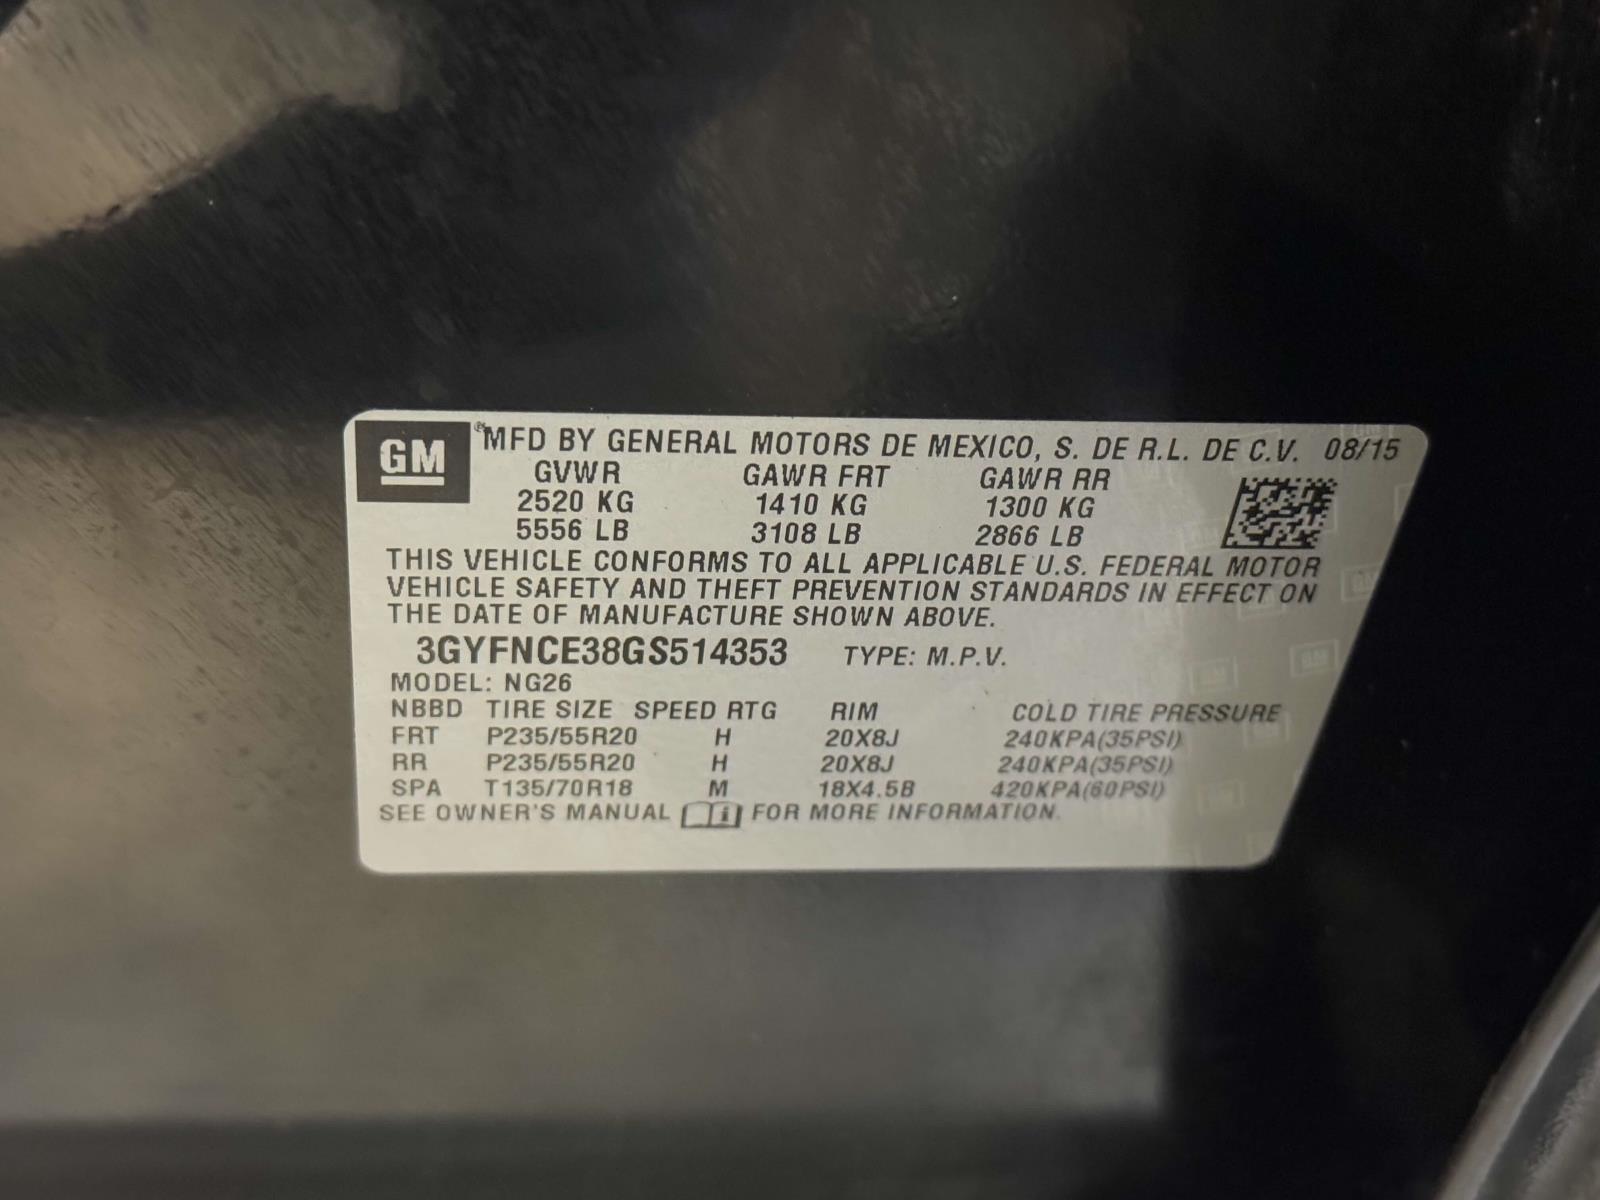 GM ® MFD BY GENERAL MOTORS DE MEXICO, S. DE R.L. DE C.V. 08/15
GVWR GAWR FRT GAWR RR
2520 KG 1410 KG 1300 KG
5556 LB 3108 LB 2866 LB
THIS VEHICLE CONFORMS TO ALL APPLICABLE U.S. FEDERAL MOTOR
VEHICLE SAFETY AND THEFT PREVENTION STANDARDS IN EFFECT ON
THE DATE OF MANUFACTURE SHOWN ABOVE.
3GYFNCE38GS514353 TYPE: M.P.V.
MODEL: NG26
NBBD TIRE SIZE SPEED RTG RIM COLD TIRE PRESSURE
FRT P235/55R20 H 20X8J 240KPA(35PSI)
RR P235/55R20 H 20X8J 240KPA(35PSI)
SPA T135/70R18 M 18X4.5B 420KPA(60PSI)
SEE OWNER'S MANUAL i FOR MORE INFORMATION.